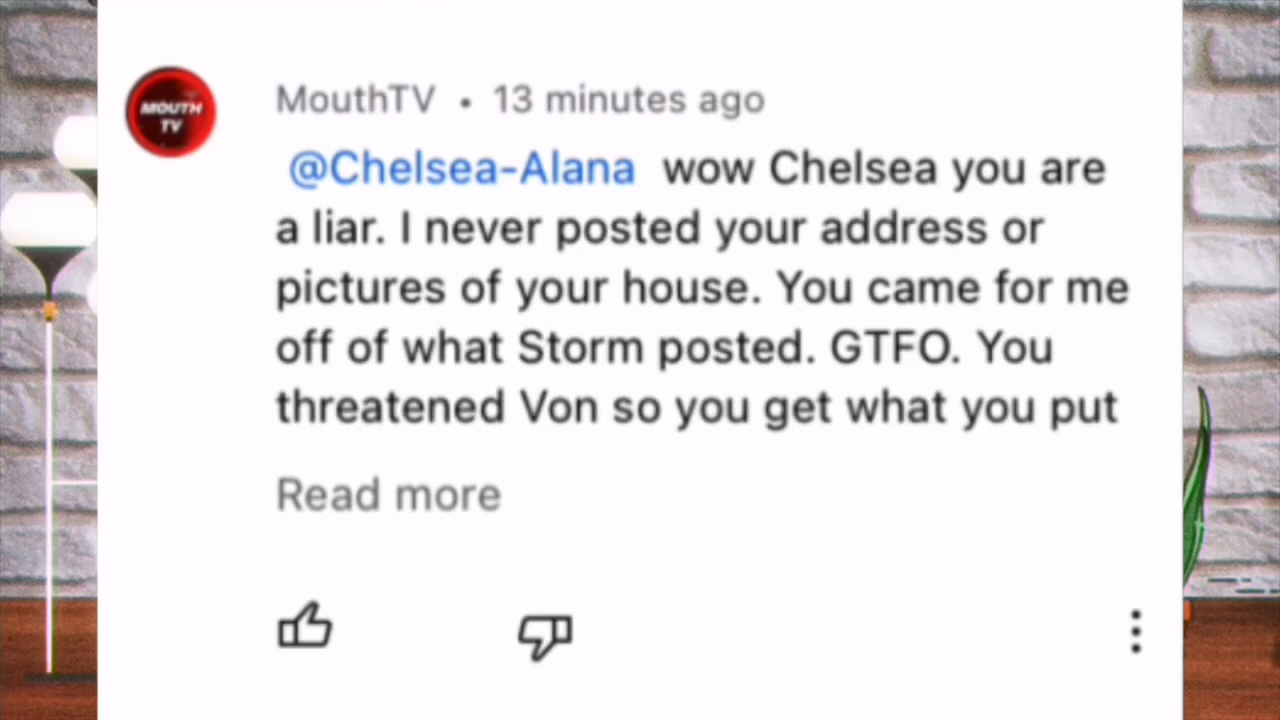 MOUTH
TV
MouthTV • 13 minutes ago
@Chelsea-Alana wow Chelsea you are
a liar. I never posted your address or
pictures of your house. You came for me
off of what Storm posted. GTFO. You
threatened Von so you get what you put
Read more